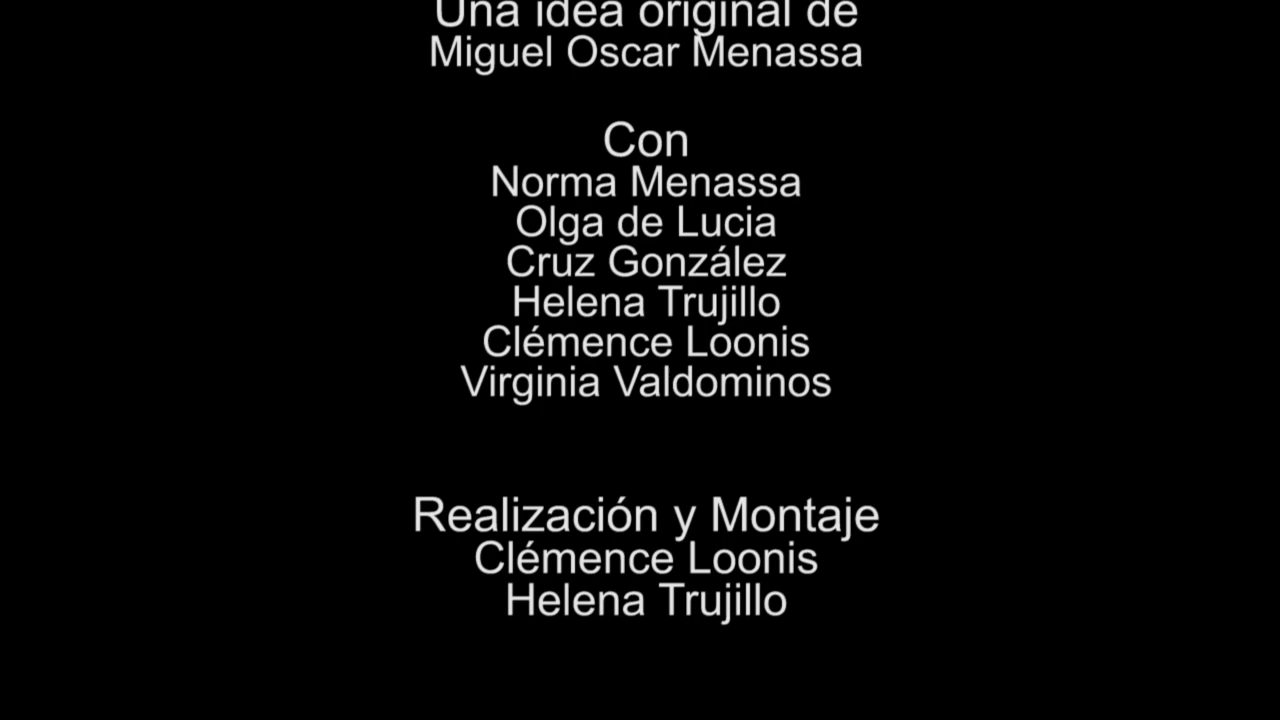 Una idea original de
Miguel Oscar Menassa
Con
Norma Menassa
Olga de Lucia
Cruz González
Helena Trujillo
Clémence Loonis
Virginia Valdominos
Realización y Montaje
Clémence Loonis
Helena Trujillo